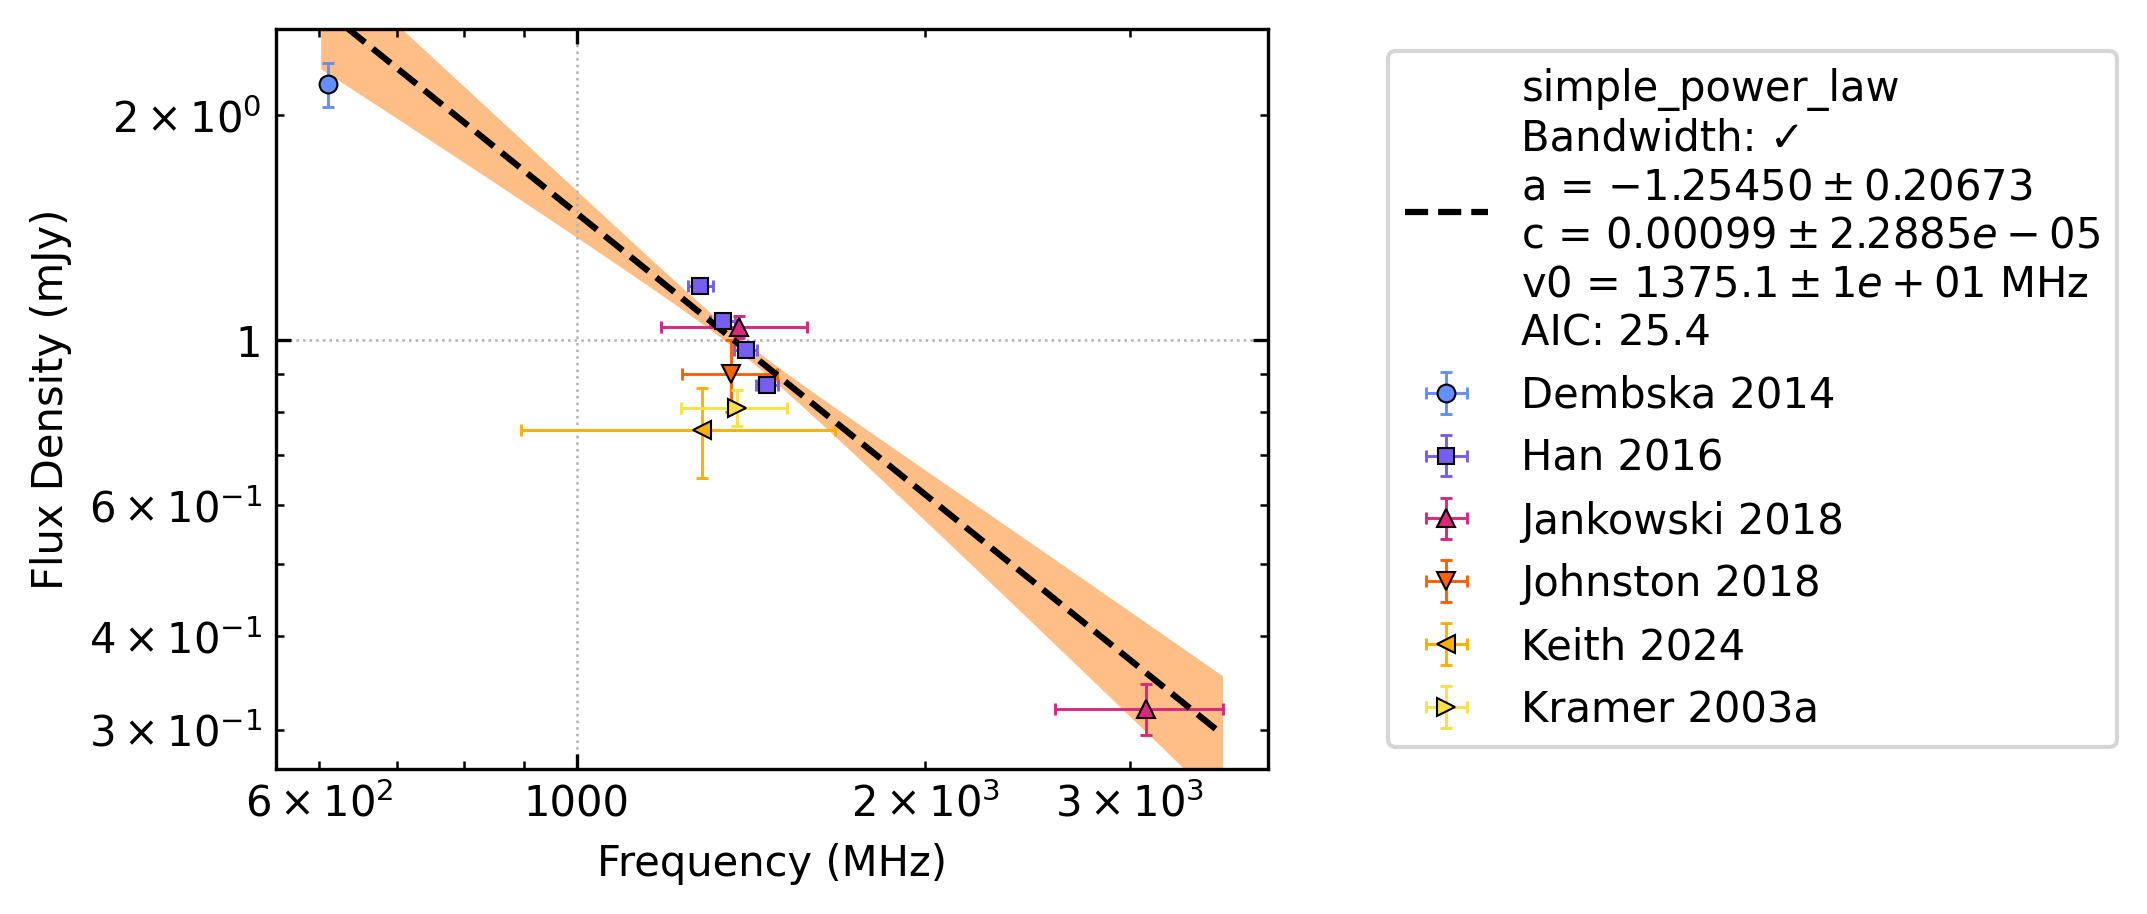 2×10⁰
1
6×10⁻¹
4×10⁻¹
3×10⁻¹
Flux Density (mJy)
6×10²
1000
2×10³
3×10³
Frequency (MHz)
simple_power_law
Bandwidth: ✓
a = −1.25450 ± 0.20673
c = 0.00099 ± 2.2885e − 05
v0 = 1375.1 ± 1e + 01 MHz
AIC: 25.4
Dembska 2014
Han 2016
Jankowski 2018
Johnston 2018
Keith 2024
Kramer 2003a